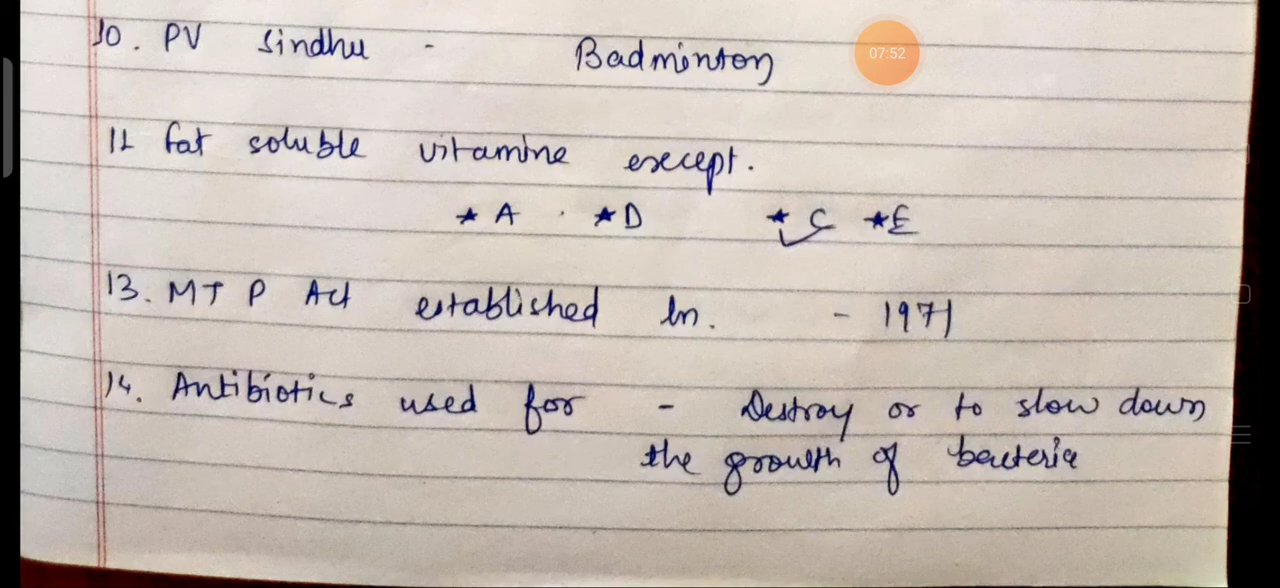 10. PV Sindhu - Badminton
07:52
11 fat soluble vitamine except.
★ A . ★ D ★ C ★ E
13. MTP Act established In. - 1971
14. Antibiotics used for - Destroy or to slow down
the growth of bacteria